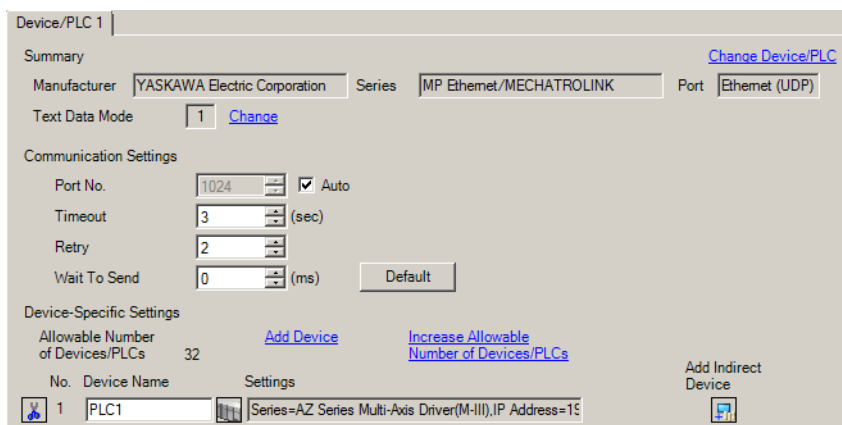 Device/PLC 1
Summary
Change Device/PLC
Manufacturer YASKAWA Electric Corporation Series MP Ethernet/MECHATROLINK Port Ethernet (UDP)
Text Data Mode 1 Change
Communication Settings
Port No. 1024 Auto
Timeout 3 (sec)
Retry 2
Wait To Send 0 (ms) Default
Device-Specific Settings
Allowable Number
of Devices/PLCs 32
Add Device
Increase Allowable
Number of Devices/PLCs
Add Indirect
Device
No. Device Name Settings
1 PLC1 Series=AZ Series Multi-Axis Driver(M-III),IP Address=19